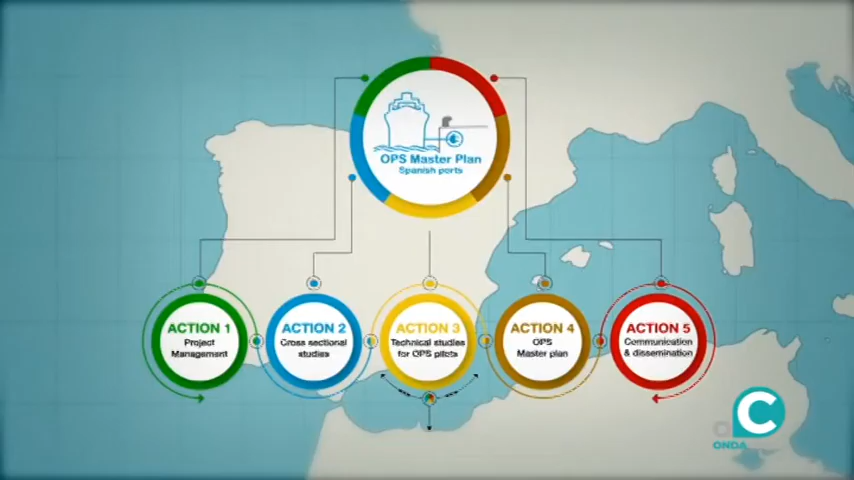 OPS Master Plan
Spanish ports
ACTION 1
Project
Management
ACTION 2
Cross sectional
studies
ACTION 3
Technical studies
for OPS pilots
ACTION 4
OPS
Master plan
ACTION 5
Communication
& dissemination
C
ONDA